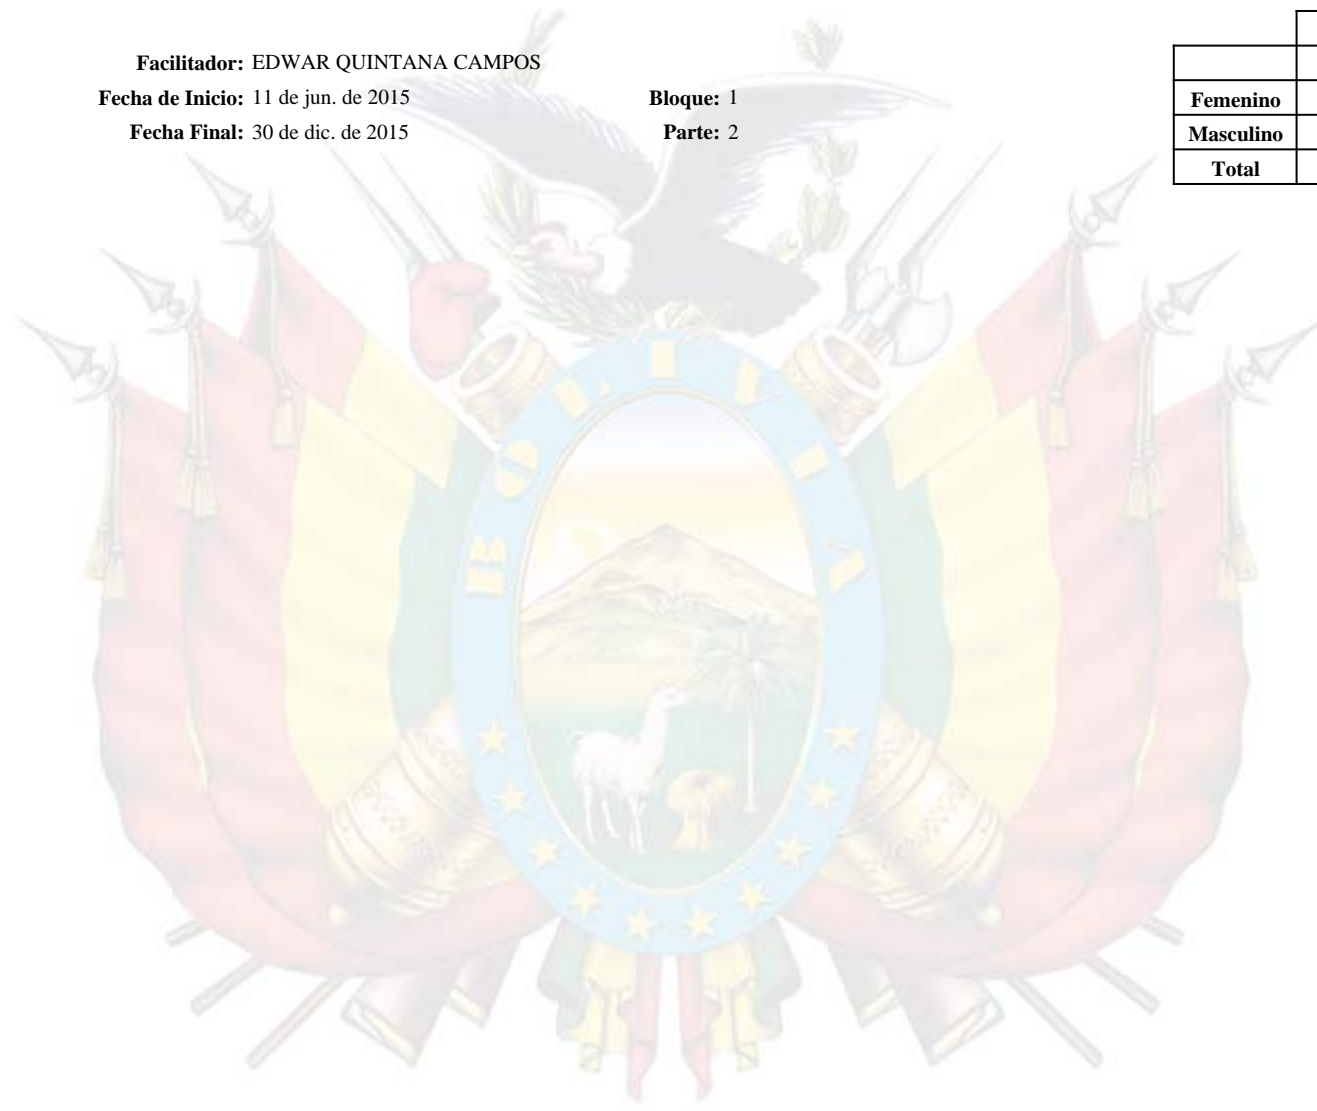 Facilitador: EDWAR QUINTANA CAMPOS
Fecha de Inicio: 11 de jun. de 2015 Bloque: 1
Fecha Final: 30 de dic. de 2015 Parte: 2
Femenino
Masculino
Total
BOLIVIA